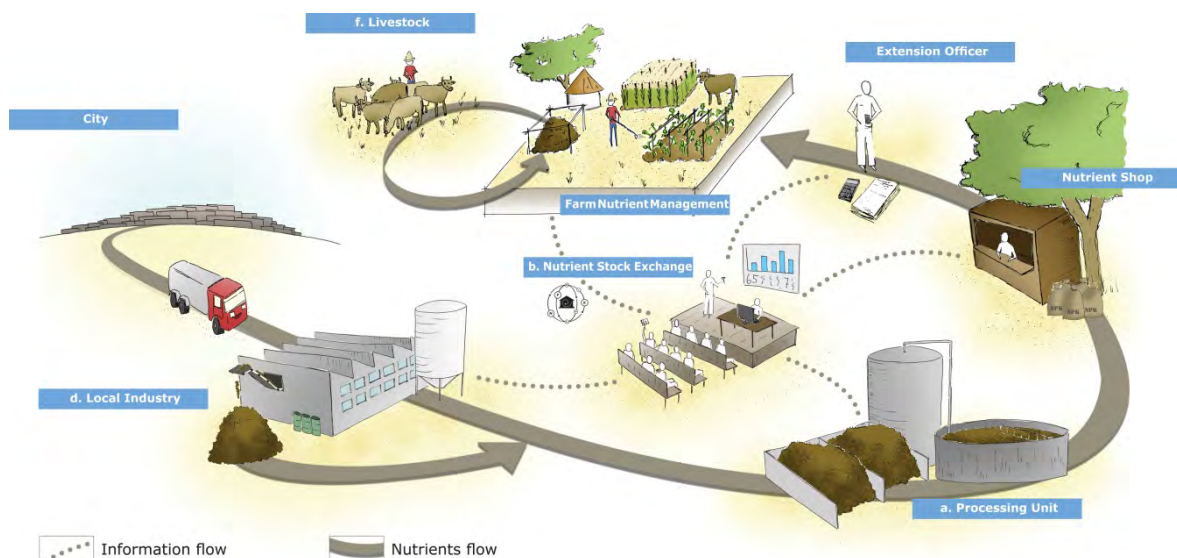 f. Livestock
Extension Officer
City
Nutrient Shop
Farm Nutrient Management
b. Nutrient Stock Exchange
d. Local Industry
a. Processing Unit
Information flow
Nutrients flow